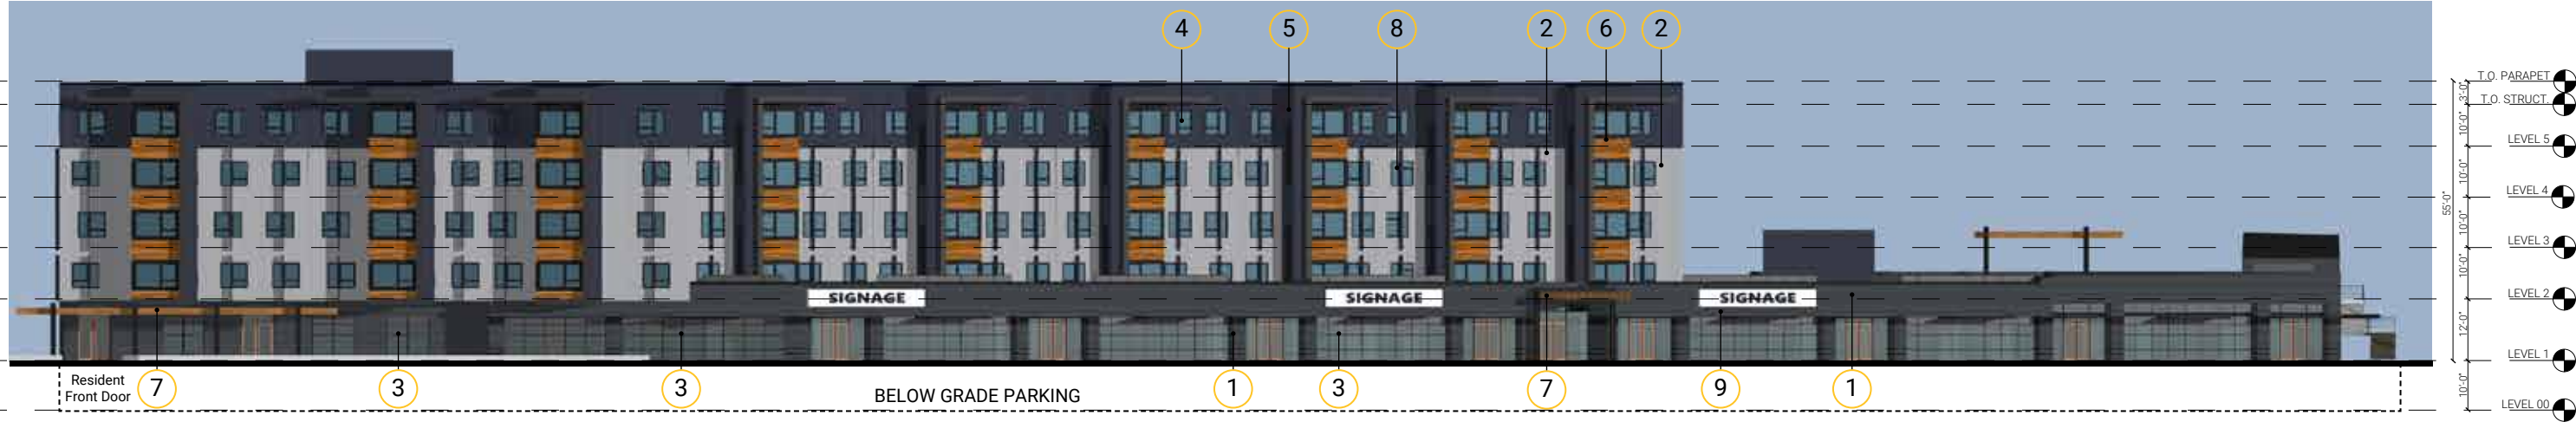 4 5 8 2 6 2
T.O. PARAPET
3'-0"
T.O. STRUCT.
10'-0"
LEVEL 5
10'-0"
LEVEL 4
55'-0"
10'-0"
LEVEL 3
10'-0"
SIGNAGE SIGNAGE SIGNAGE
LEVEL 2
12'-0"
LEVEL 1
Resident
Front Door
7 3 3 BELOW GRADE PARKING 1 3 7 9 1
10'-0"
LEVEL 00